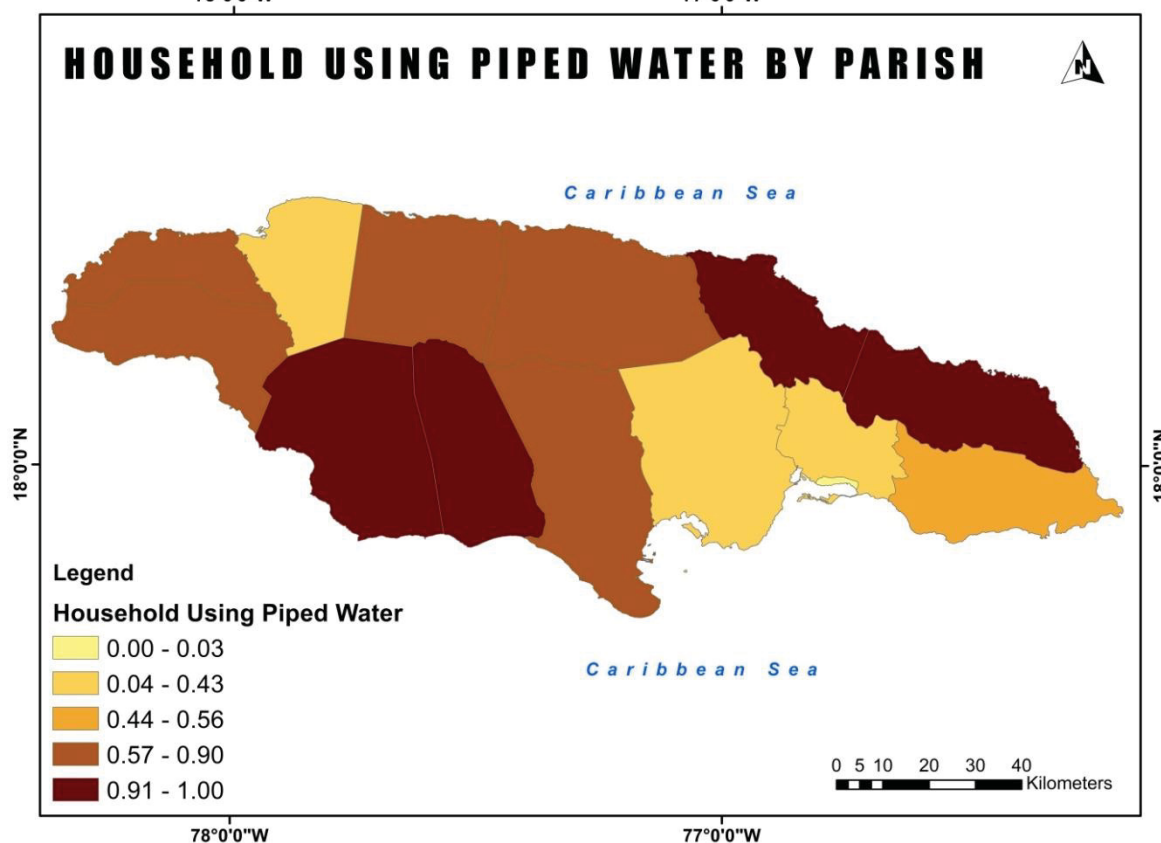 HOUSEHOLD USING PIPED WATER BY PARISH
N
Caribbean Sea
18°0'0"N
18°0'0"N
Legend
Household Using Piped Water
0.00 - 0.03
0.04 - 0.43
0.44 - 0.56
0.57 - 0.90
0.91 - 1.00
Caribbean Sea
0 5 10 20 30 40
Kilometers
78°0'0"W
77°0'0"W